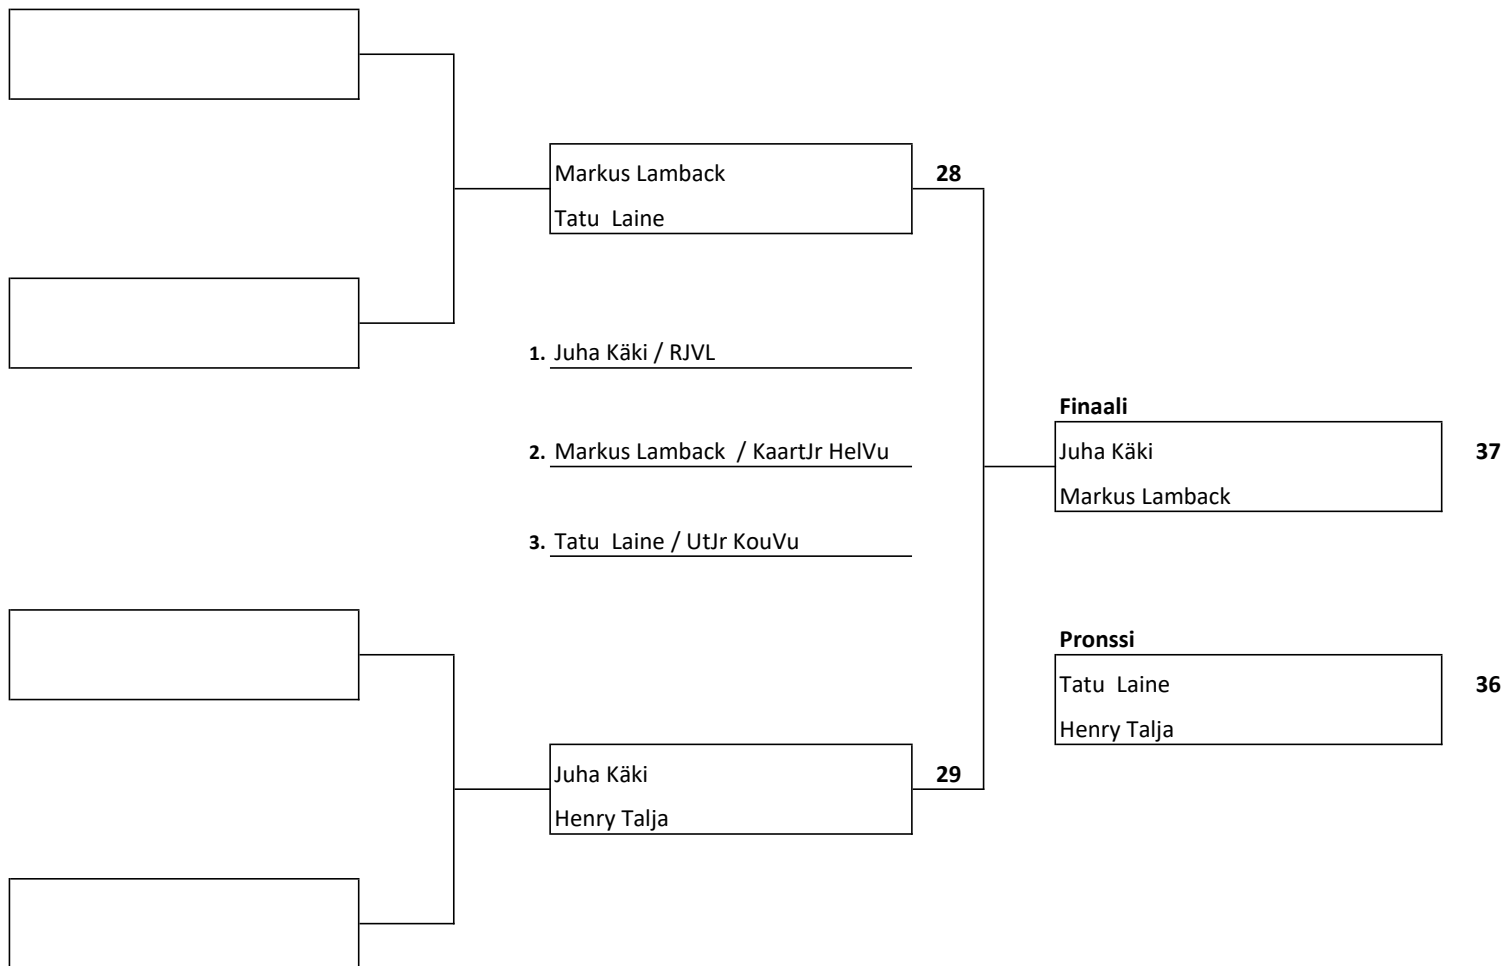 Markus Lamback 28
Tatu  Laine
1. Juha Käki / RJVL
2. Markus Lamback  / KaartJr HelVu
3. Tatu  Laine / UtJr KouVu
Juha Käki 29
Henry Talja
Finaali
Juha Käki 37
Markus Lamback
Pronssi
Tatu  Laine 36
Henry Talja